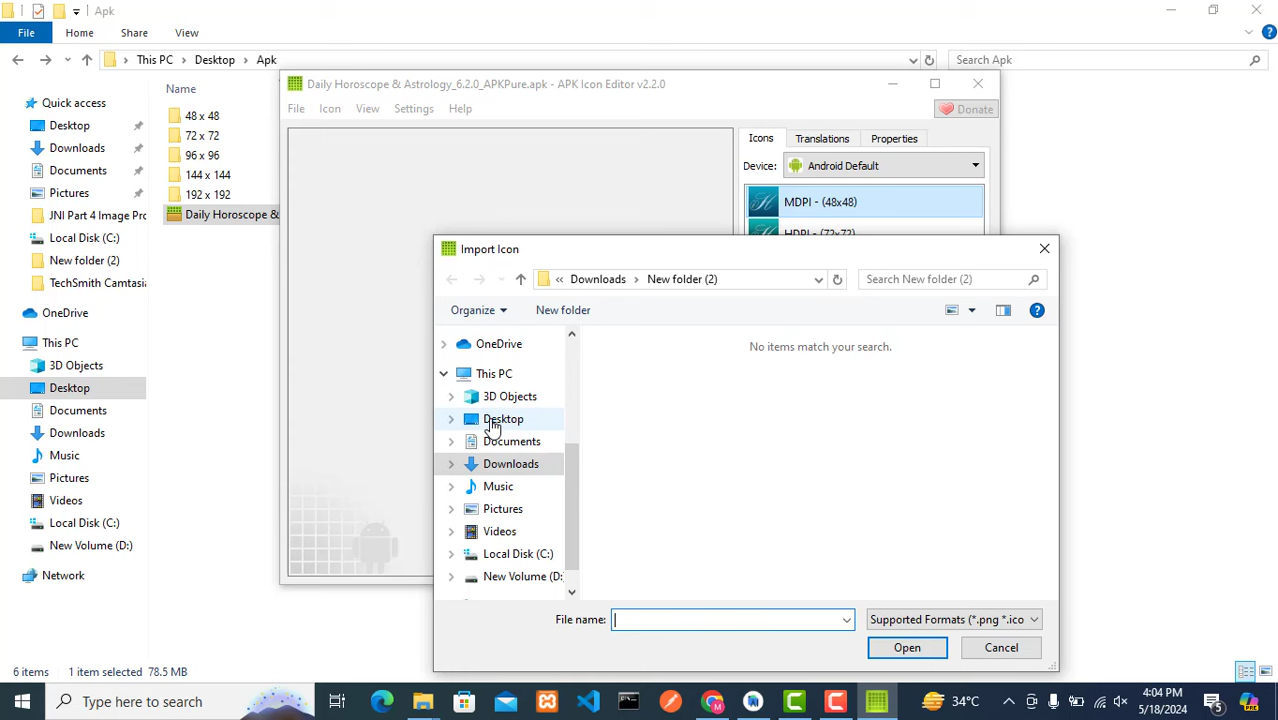 Apk
File
Home
Share
View
This PC
Desktop
Apk
Search Apk
Quick access
Desktop
Downloads
Documents
Pictures
JNI Part 4 Image Pro
Local Disk (C:)
New folder (2)
TechSmith Camtasia
OneDrive
This PC
3D Objects
Desktop
Documents
Downloads
Music
Pictures
Videos
Local Disk (C:)
New Volume (D:)
Network
Name
48 x 48
72 x 72
96 x 96
144 x 144
192 x 192
Daily Horoscope &
Daily Horoscope & Astrology_6.2.0_APKPure.apk - APK Icon Editor v2.2.0
File
Icon
View
Settings
Help
Donate
Icons
Translations
Properties
Device:
Android Default
MDPI - (48x48)
HDPI - (72x72)
Import Icon
« Downloads
New folder (2)
Search New folder (2)
Organize
New folder
OneDrive
This PC
3D Objects
Desktop
Documents
Downloads
Music
Pictures
Videos
Local Disk (C:)
New Volume (D:
No items match your search.
File name:
Supported Formats (*.png *.ico
Open
Cancel
6 items
1 item selected 78.5 MB
Type here to search
34°C
4:04 PM
5/18/2024
5
PRE